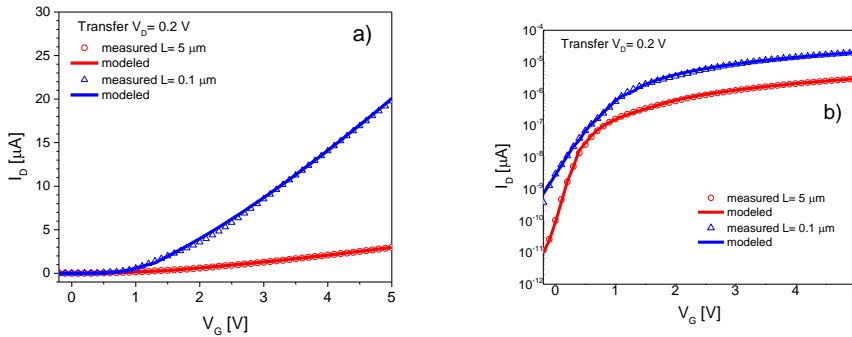 Transfer V_D= 0.2 V
a)
measured L= 5 μm
modeled
measured L= 0.1 μm
modeled
30
25
20
15
10
5
0
I_D [μA]
0 1 2 3 4 5
V_G [V]
Transfer V_D= 0.2 V
b)
measured L= 5 μm
modeled
measured L= 0.1 μm
modeled
10^-4
10^-5
10^-6
10^-7
10^-8
10^-9
10^-10
10^-11
10^-12
I_D [μA]
0 1 2 3 4
V_G [V]